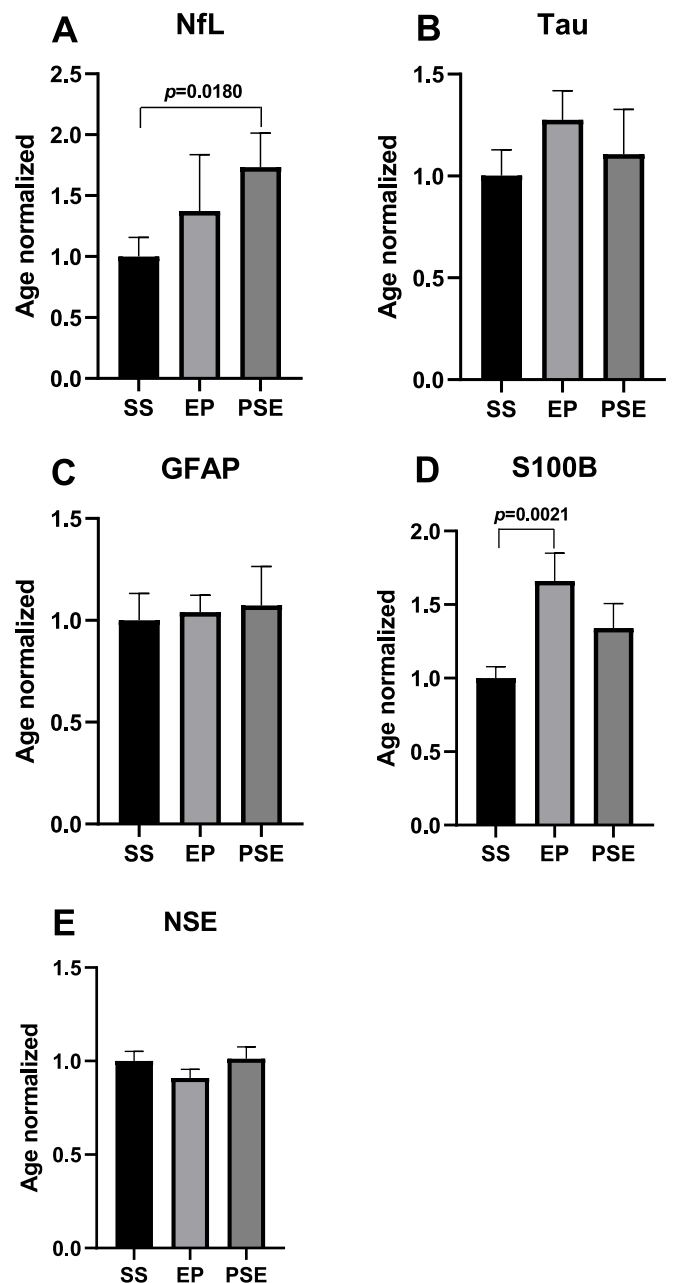 A
NfL
Age normalized
2.5
2.0
1.5
1.0
0.5
0.0
p=0.0180
SS EP PSE
B
Tau
Age normalized
1.5
1.0
0.5
0.0
SS EP PSE
C
GFAP
Age normalized
1.5
1.0
0.5
0.0
SS EP PSE
D
S100B
Age normalized
2.0
1.5
1.0
0.5
0.0
p=0.0021
SS EP PSE
E
NSE
Age normalized
1.5
1.0
0.5
0.0
SS EP PSE